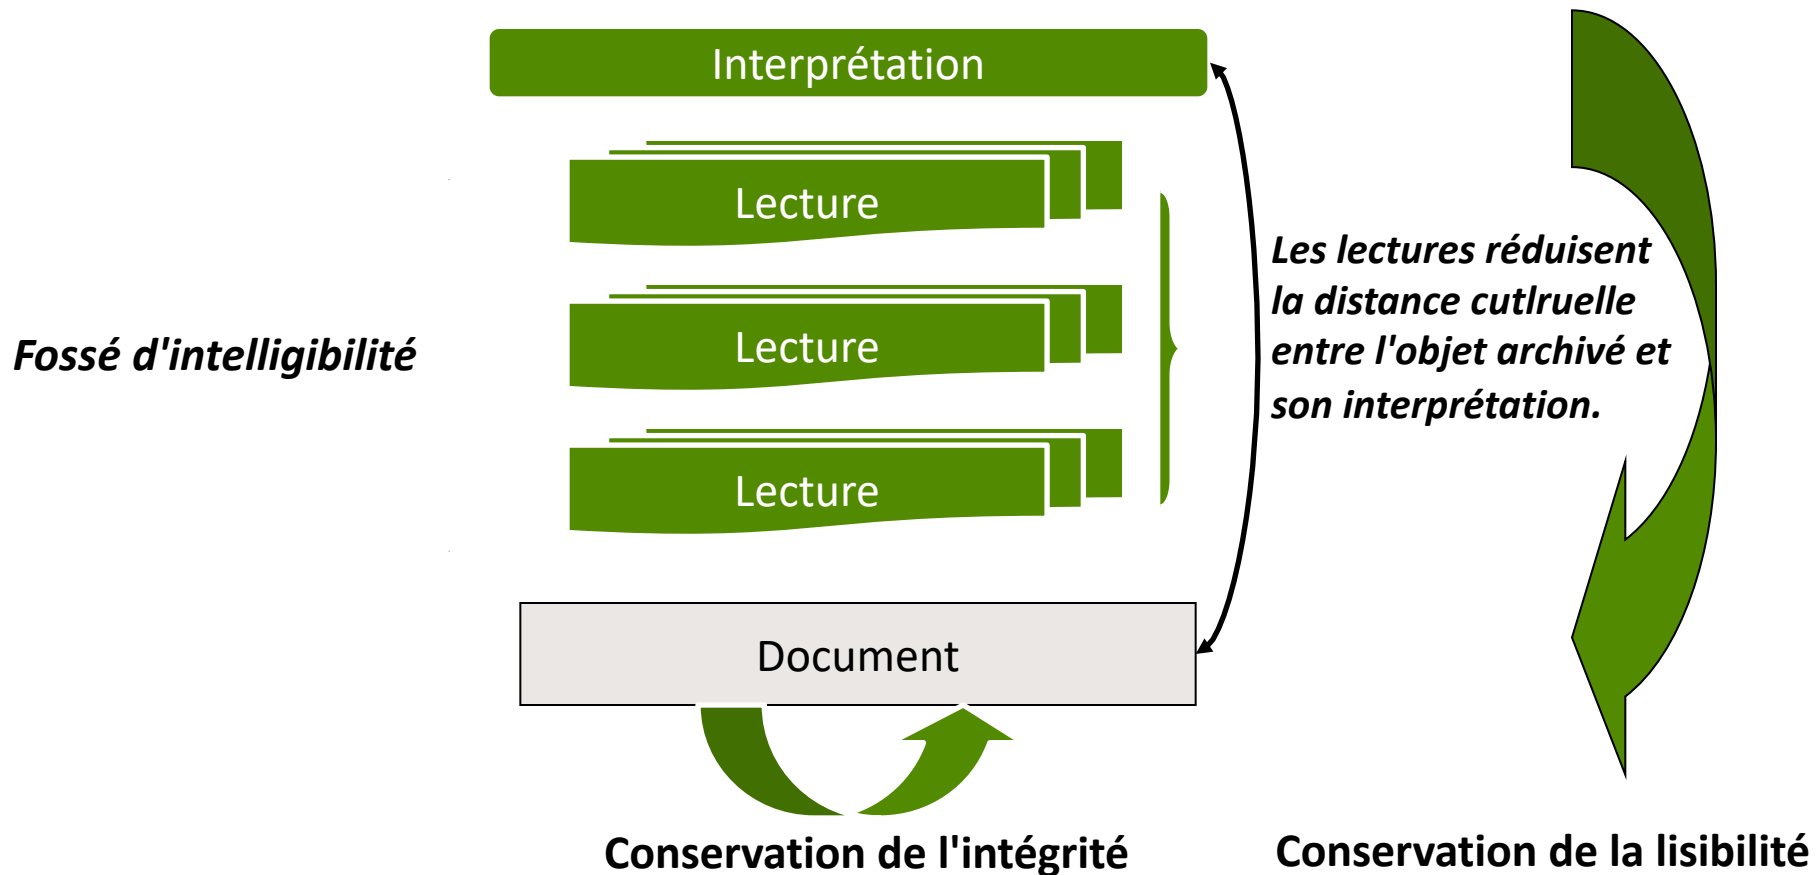 Interprétation
Lecture
Lecture
Lecture
Fossé d'intelligibilité
Les lectures réduisent
la distance cutlruelle
entre l'objet archivé et
son interprétation.
Document
Conservation de l'intégrité
Conservation de la lisibilité